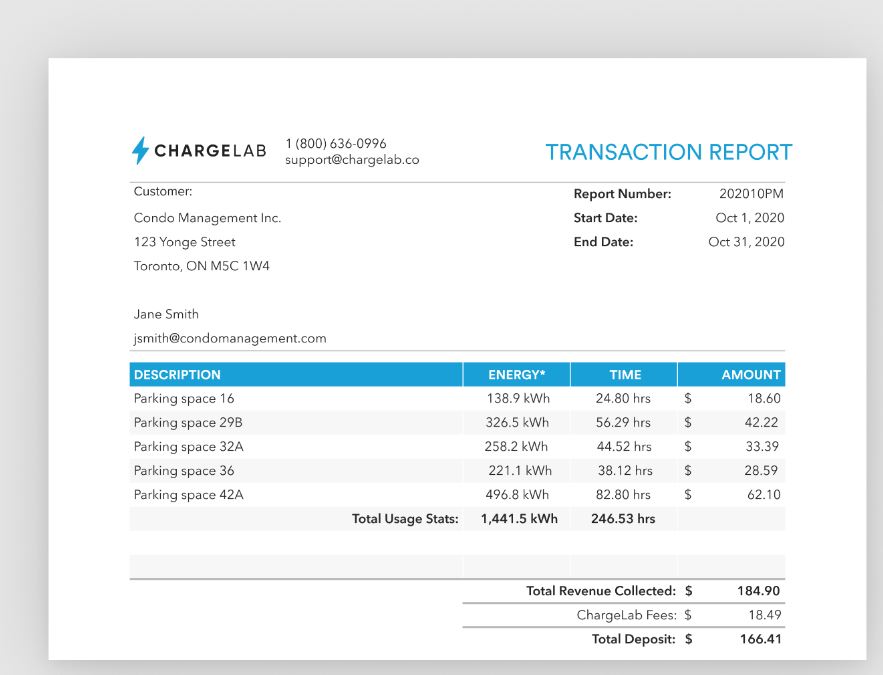 CHARGELAB
1 (800) 636-0996
support@chargelab.co
TRANSACTION REPORT
Customer:
Condo Management Inc.
123 Yonge Street
Toronto, ON M5C 1W4
Jane Smith
jsmith@condomanagement.com
Report Number: 202010PM
Start Date: Oct 1, 2020
End Date: Oct 31, 2020
DESCRIPTION ENERGY* TIME AMOUNT
Parking space 16 138.9 kWh 24.80 hrs $ 18.60
Parking space 29B 326.5 kWh 56.29 hrs $ 42.22
Parking space 32A 258.2 kWh 44.52 hrs $ 33.39
Parking space 36 221.1 kWh 38.12 hrs $ 28.59
Parking space 42A 496.8 kWh 82.80 hrs $ 62.10
Total Usage Stats: 1,441.5 kWh 246.53 hrs
Total Revenue Collected: $ 184.90
ChargeLab Fees: $ 18.49
Total Deposit: $ 166.41